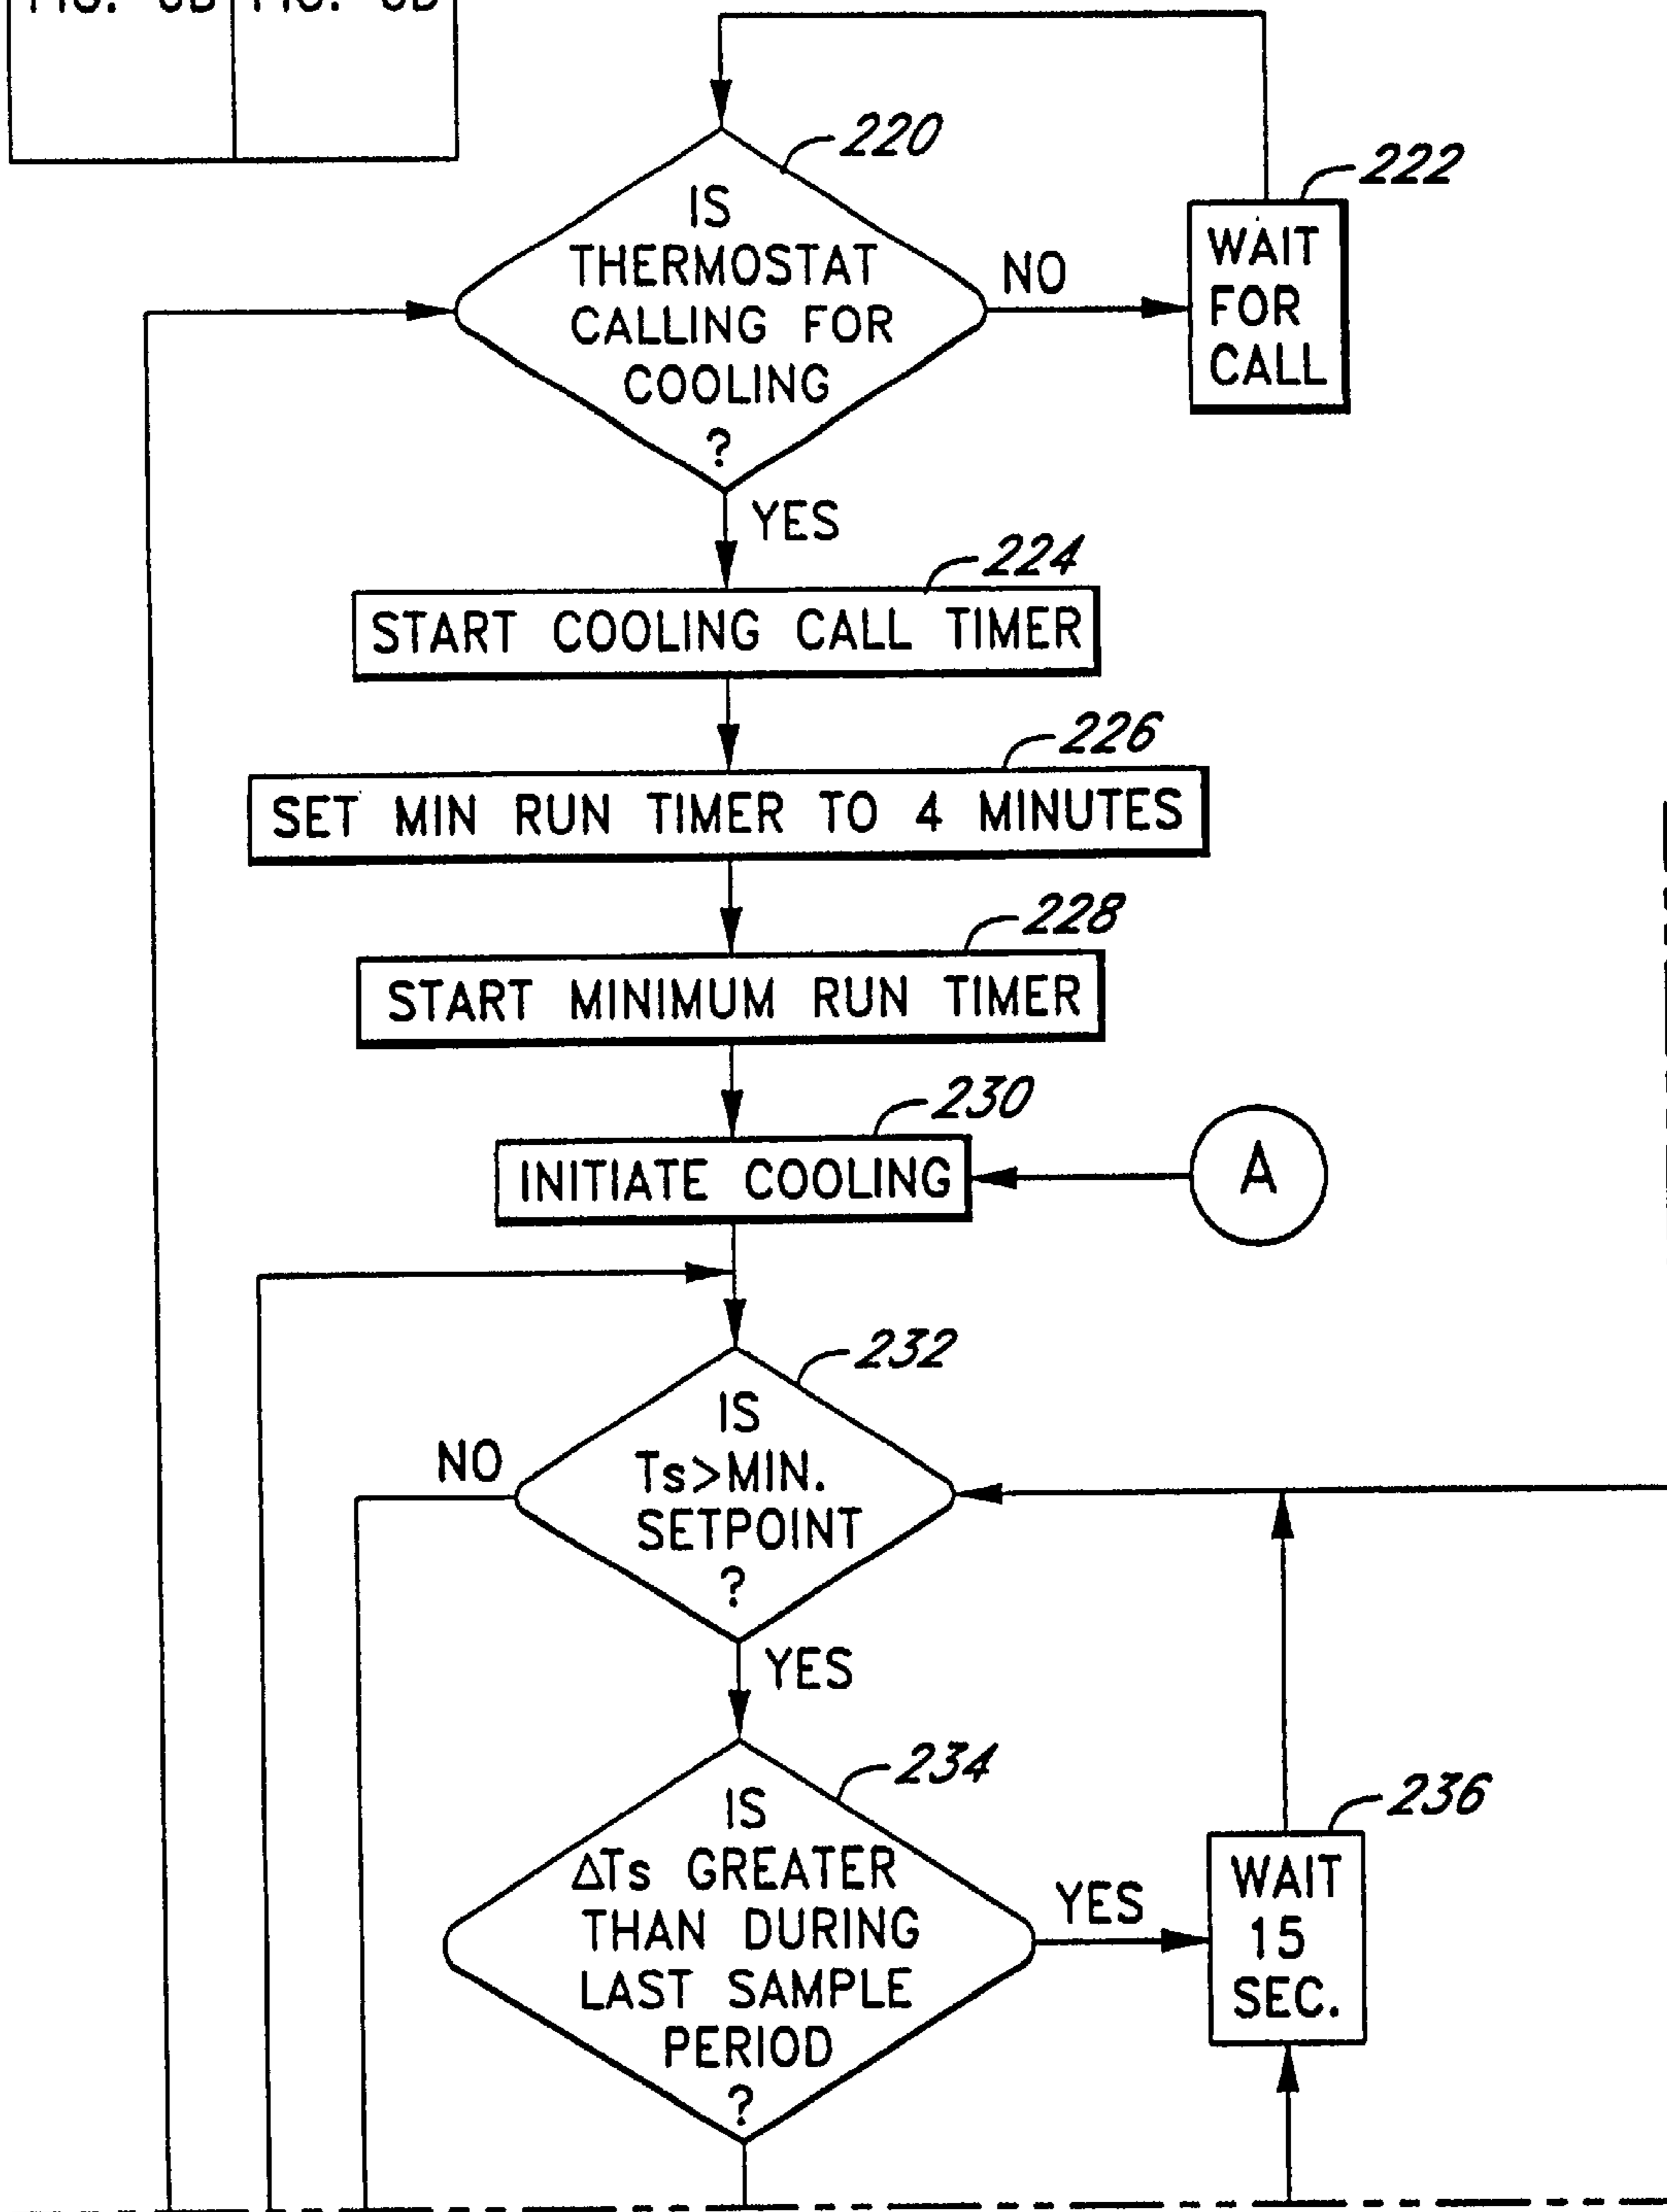 220
IS
THERMOSTAT
CALLING FOR
COOLING
?
NO
222
WAIT
FOR
CALL
YES
224
START COOLING CALL TIMER
226
SET MIN RUN TIMER TO 4 MINUTES
228
START MINIMUM RUN TIMER
230
INITIATE COOLING
A
232
IS
Ts>MIN.
SETPOINT
?
NO
YES
234
IS
ΔTs GREATER
THAN DURING
LAST SAMPLE
PERIOD
?
YES
236
WAIT
15
SEC.